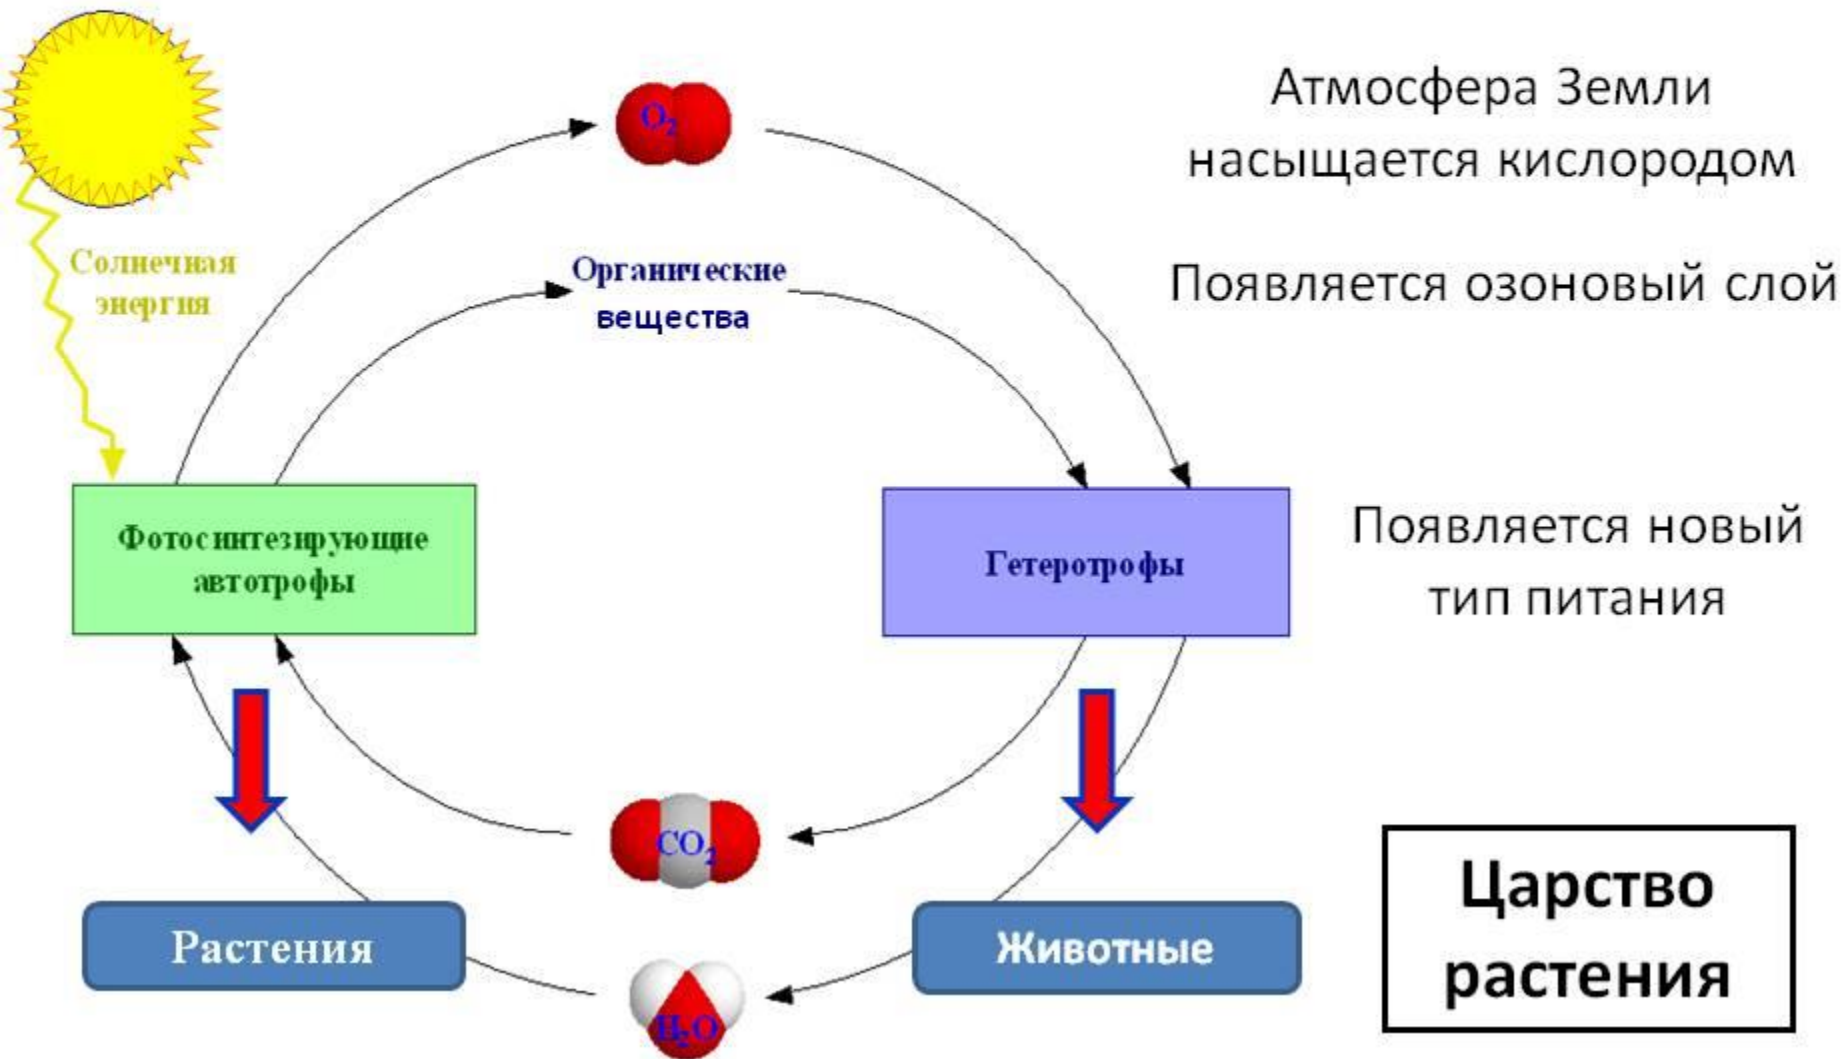 O₂
Атмосфера Земли
насыщается кислородом
Солнечная
энергия
Органические
вещества
Появляется озоновый слой
Фотосинтезирующие
автотрофы
Гетеротрофы
Появляется новый
тип питания
CO₂
Растения
Животные
H₂O
Царство
растения